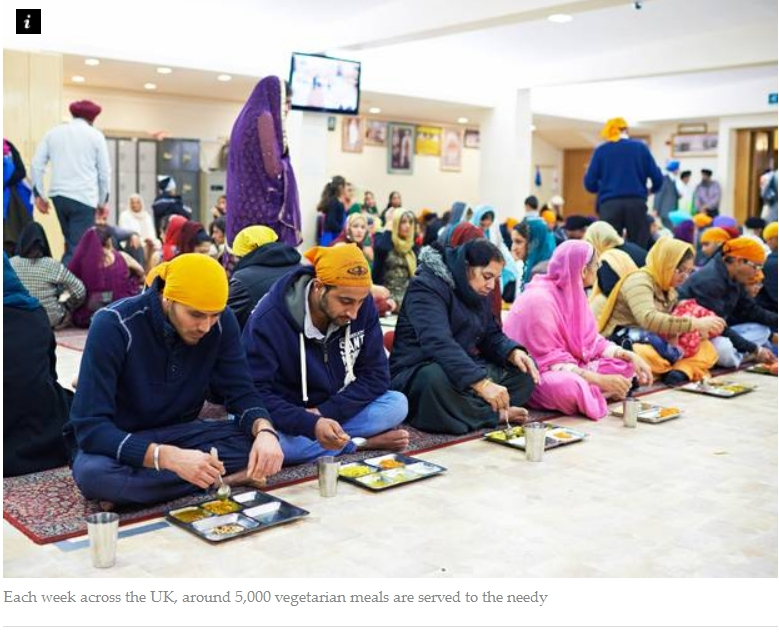 i
Each week across the UK, around 5,000 vegetarian meals are served to the needy